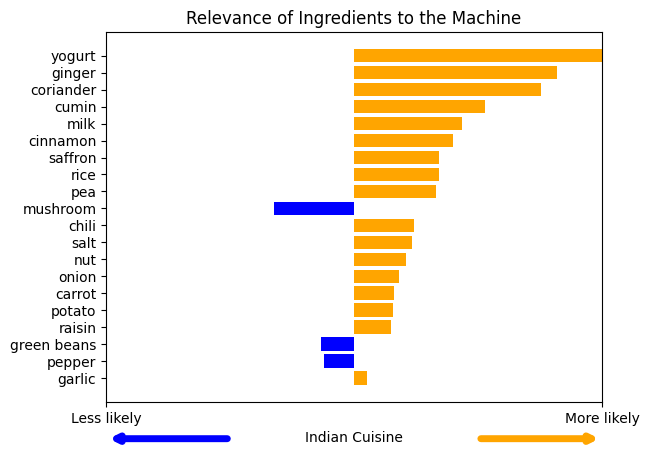 Relevance of Ingredients to the Machine
yogurt
ginger
coriander
cumin
milk
cinnamon
saffron
rice
pea
mushroom
chili
salt
nut
onion
carrot
potato
raisin
green beans
pepper
garlic
Less likely
More likely
Indian Cuisine